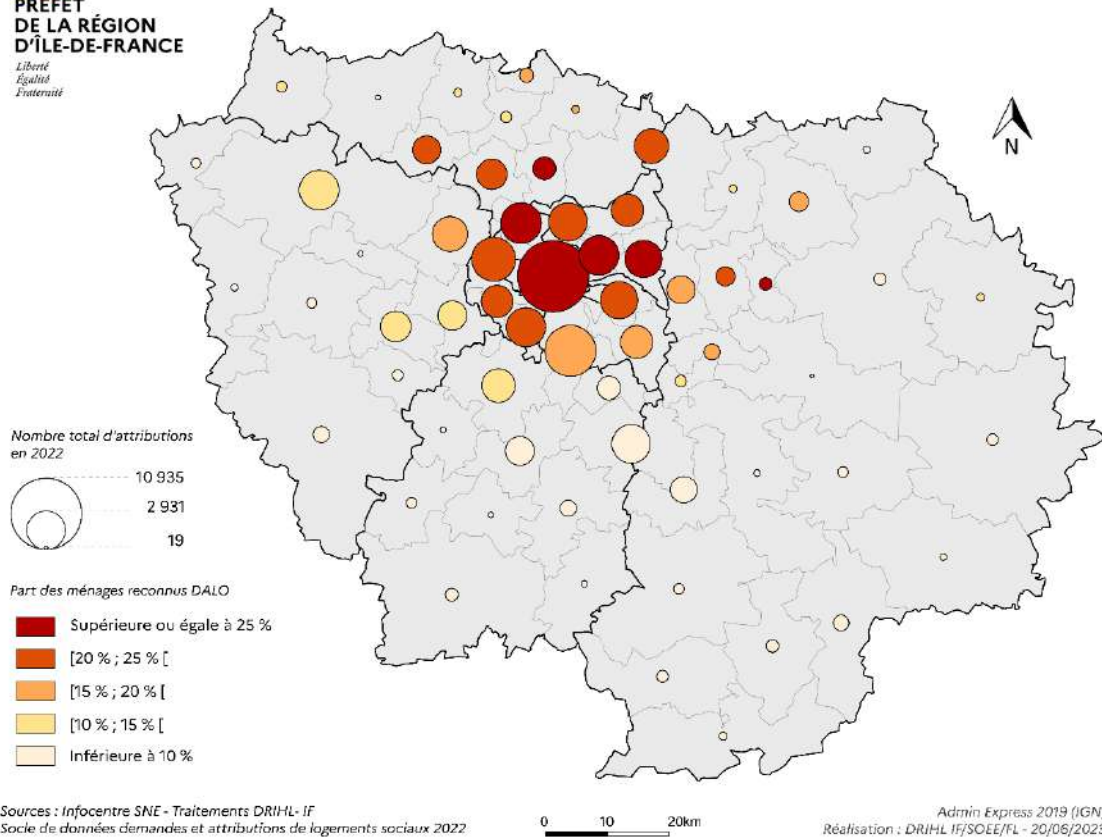 PRÉFET
DE LA RÉGION
D'ÎLE-DE-FRANCE
Liberté
Égalité
Fraternité
N
Nombre total d'attributions
en 2022
10 935
2 931
19
Part des ménages reconnus DALO
Supérieure ou égale à 25 %
[20 % ; 25 % [
[15 % ; 20 % [
[10 % ; 15 % [
Inférieure à 10 %
Sources : Infocentre SNE - Traitements DRIHL- IF
Socle de données demandes et attributions de logements sociaux 2022
0 10 20km
Admin Express 2019 (IGN)
Réalisation : DRIHL IF/SOEE/FL - 20/06/2023